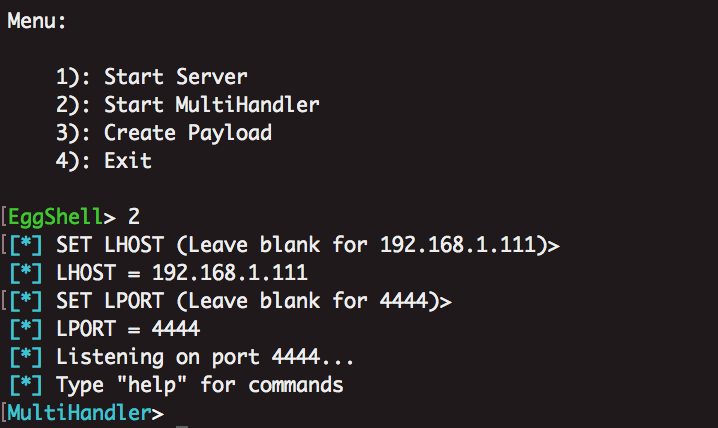 Menu:
1): Start Server
2): Start MultiHandler
3): Create Payload
4): Exit
[EggShell> 2
[[*] SET LHOST (Leave blank for 192.168.1.111)>
[*] LHOST = 192.168.1.111
[[*] SET LPORT (Leave blank for 4444)>
[*] LPORT = 4444
[*] Listening on port 4444...
[*] Type "help" for commands
[MultiHandler>